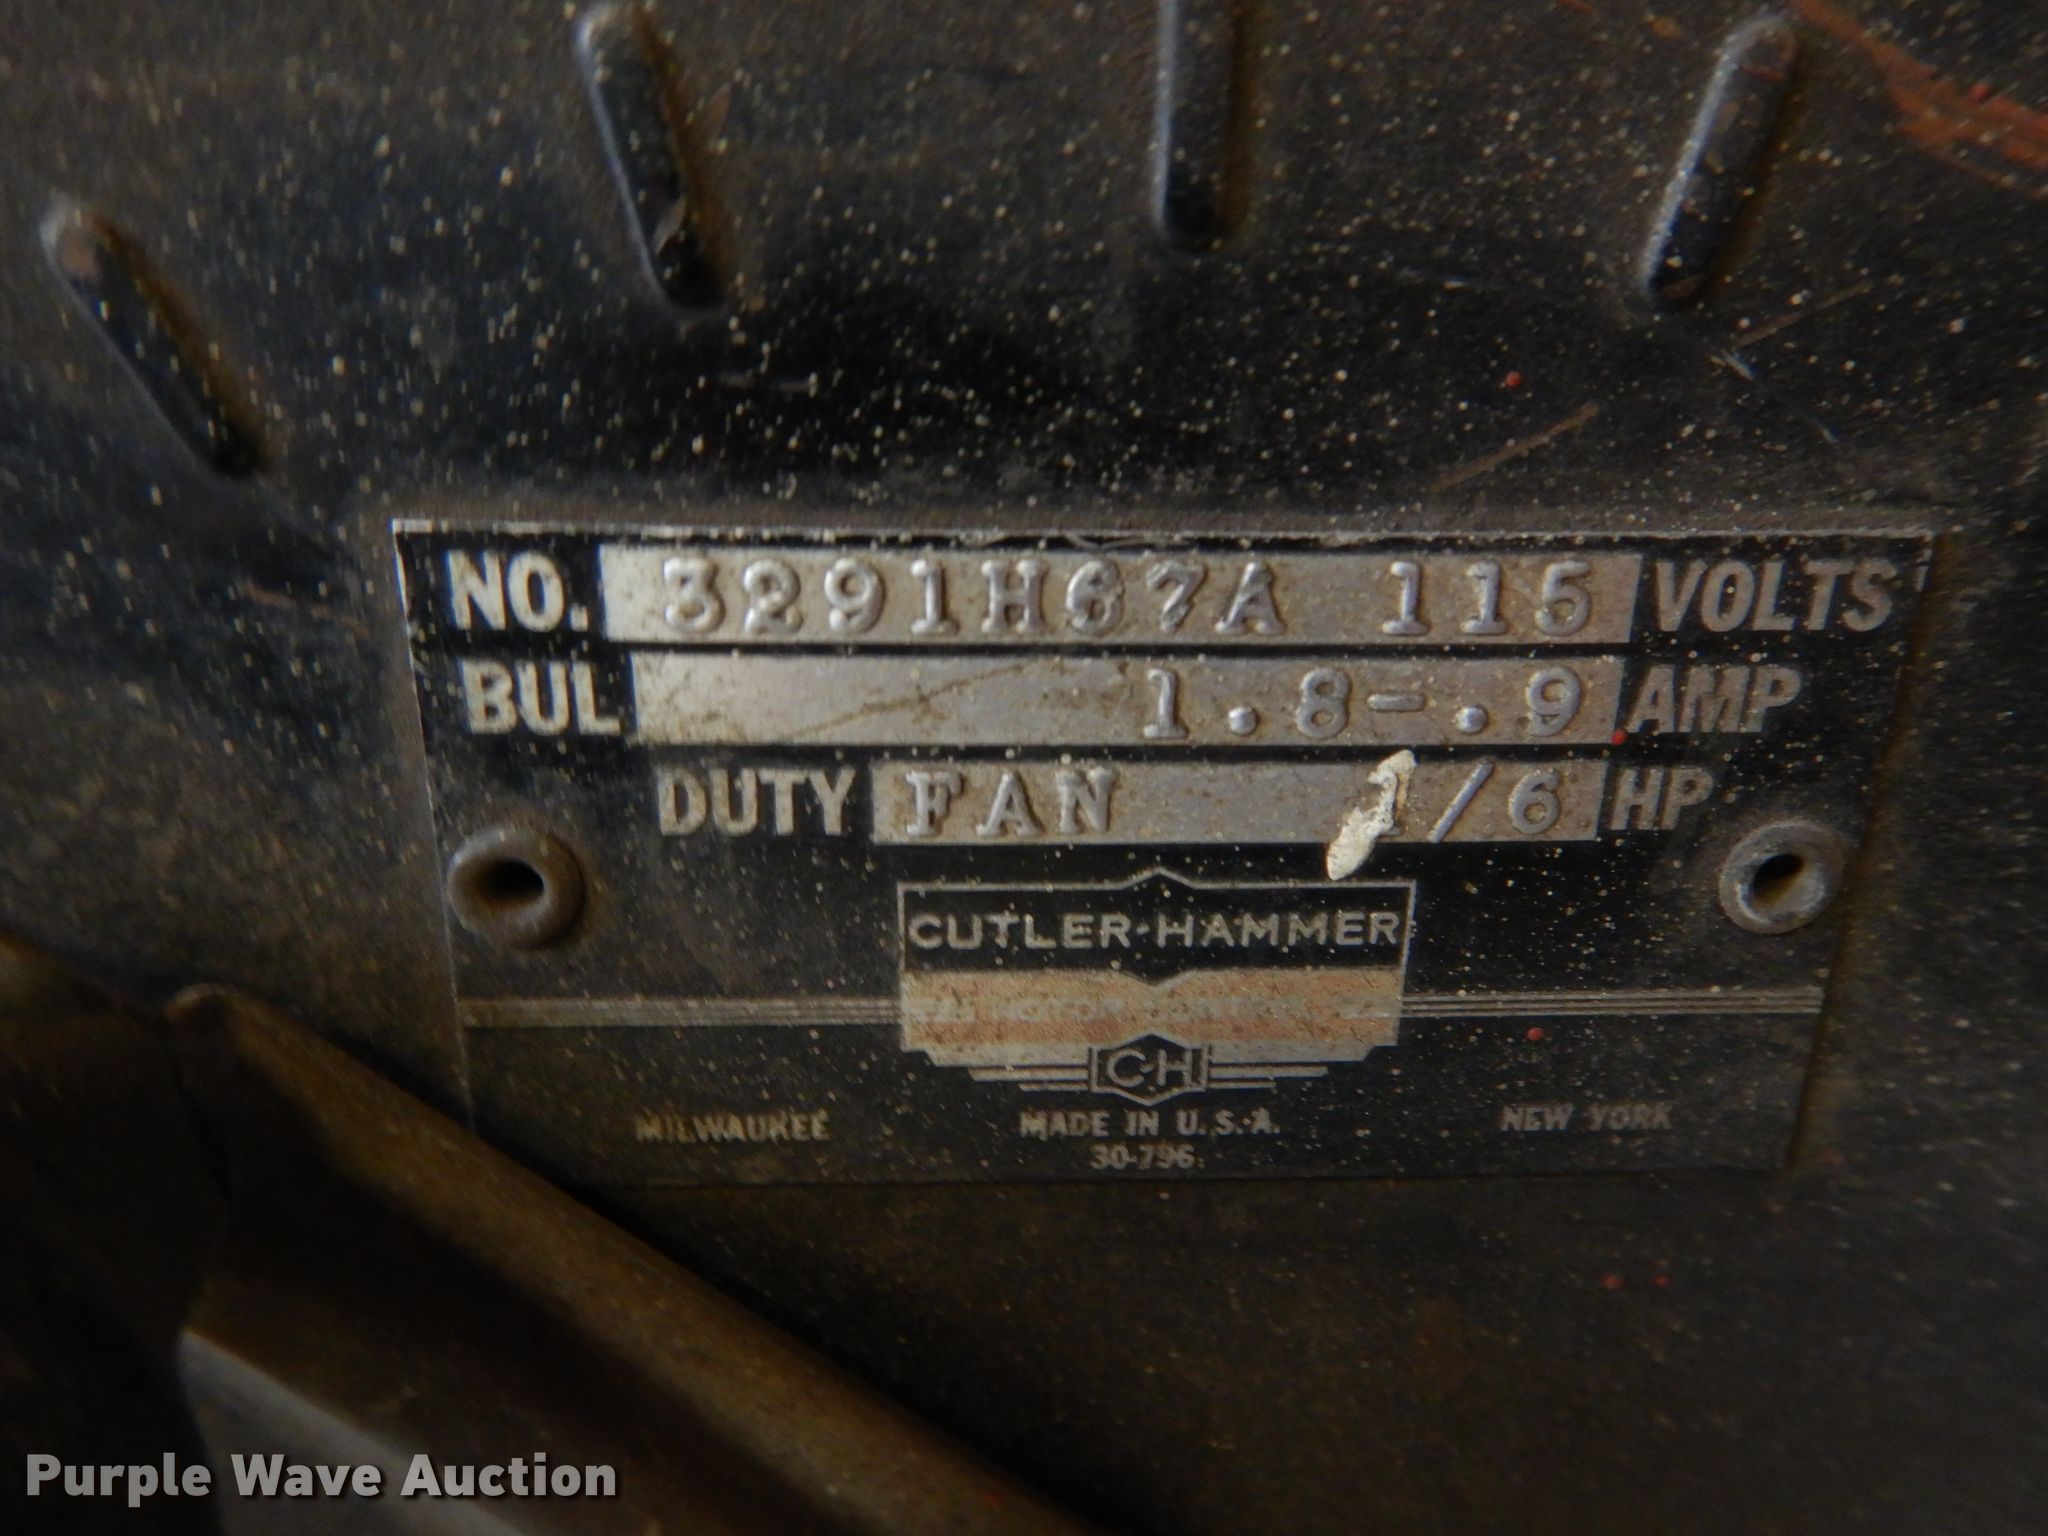 NO. 3291H67A 115 VOLTS
BUL 1.8-.9 AMP
DUTY FAN 1/6 HP
CUTLER-HAMMER
C-H
MILWAUKEE MADE IN U.S.A. NEW YORK
30-796
Purple Wave Auction